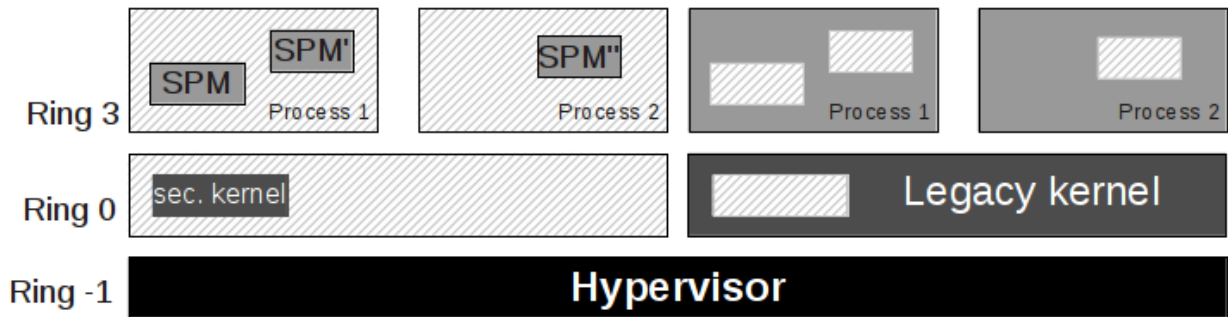 SPM'
SPM
SPM"
Ring 3
Process 1
Process 2
Process 1
Process 2
Ring 0
sec. kernel
Legacy kernel
Ring -1
Hypervisor